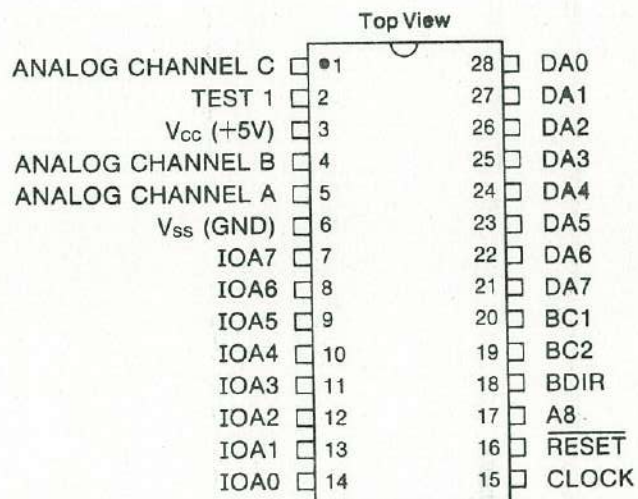 Top View
ANALOG CHANNEL C 1 28 DA0
TEST 1 2 27 DA1
Vcc (+5V) 3 26 DA2
ANALOG CHANNEL B 4 25 DA3
ANALOG CHANNEL A 5 24 DA4
Vss (GND) 6 23 DA5
IOA7 7 22 DA6
IOA6 8 21 DA7
IOA5 9 20 BC1
IOA4 10 19 BC2
IOA3 11 18 BDIR
IOA2 12 17 A8
IOA1 13 16 RESET
IOA0 14 15 CLOCK